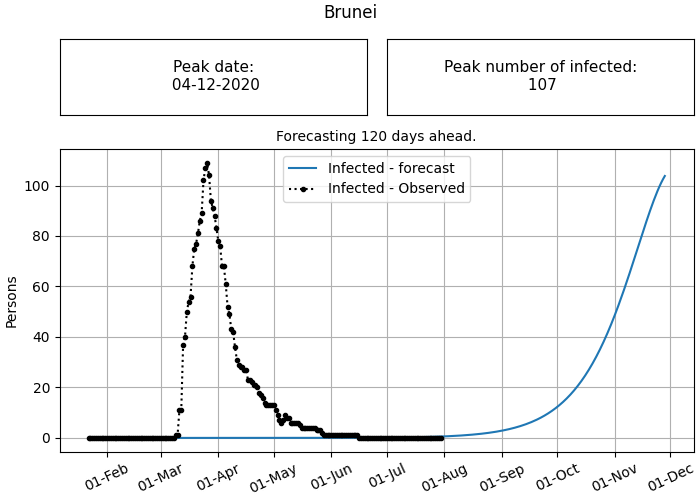 Brunei
Peak date:
04-12-2020
Peak number of infected:
107
Forecasting 120 days ahead.
Infected - forecast
Infected - Observed
Persons
100
80
60
40
20
0
01-Feb
01-Mar
01-Apr
01-May
01-Jun
01-Jul
01-Aug
01-Sep
01-Oct
01-Nov
01-Dec